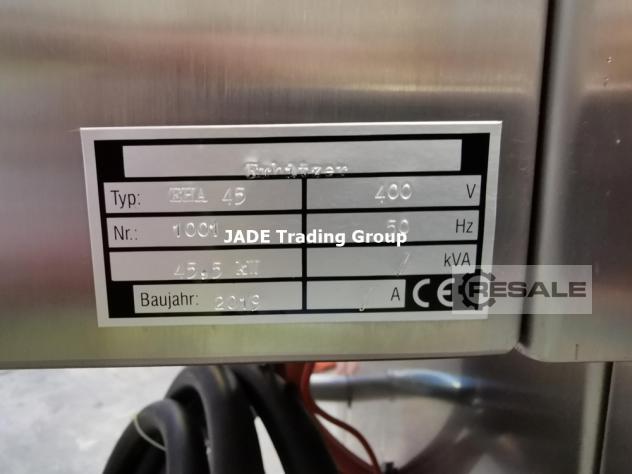 Erhitzer
Typ: EHA 45 400 V
Nr.: 1001 50 Hz
JADE Trading Group
45,5 kW / kVA
Baujahr: 2019 / A CE
RESALE